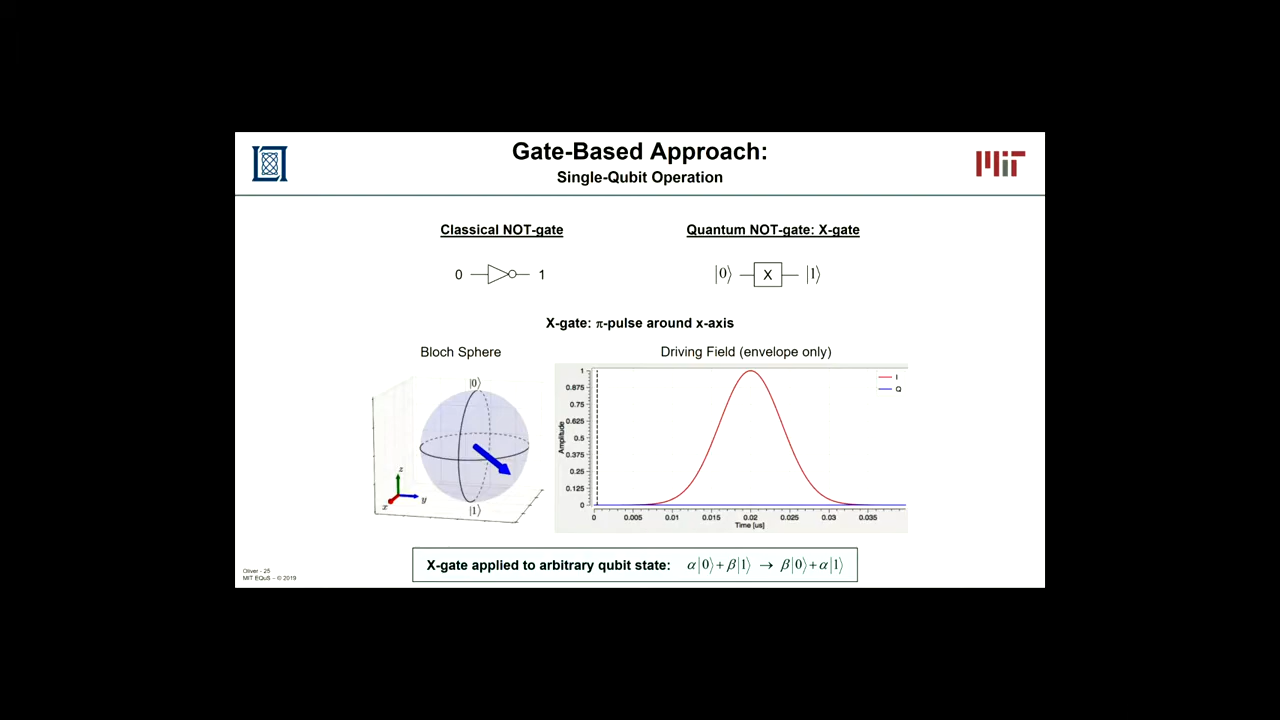 Gate-Based Approach:
Single-Qubit Operation
MIT
Classical NOT-gate
Quantum NOT-gate: X-gate
0 1
|0⟩ X |1⟩
X-gate: π-pulse around x-axis
Bloch Sphere
Driving Field (envelope only)
|0⟩
|1⟩
z
y
x
Amplitude
1
0.875
0.75
0.625
0.5
0.375
0.25
0.125
0
0 0.005 0.01 0.015 0.02 0.025 0.03 0.035
Time [us]
I
Q
X-gate applied to arbitrary qubit state: α|0⟩+β|1⟩ → β|0⟩+α|1⟩
Oliver - 25
MIT EQuS – © 2019